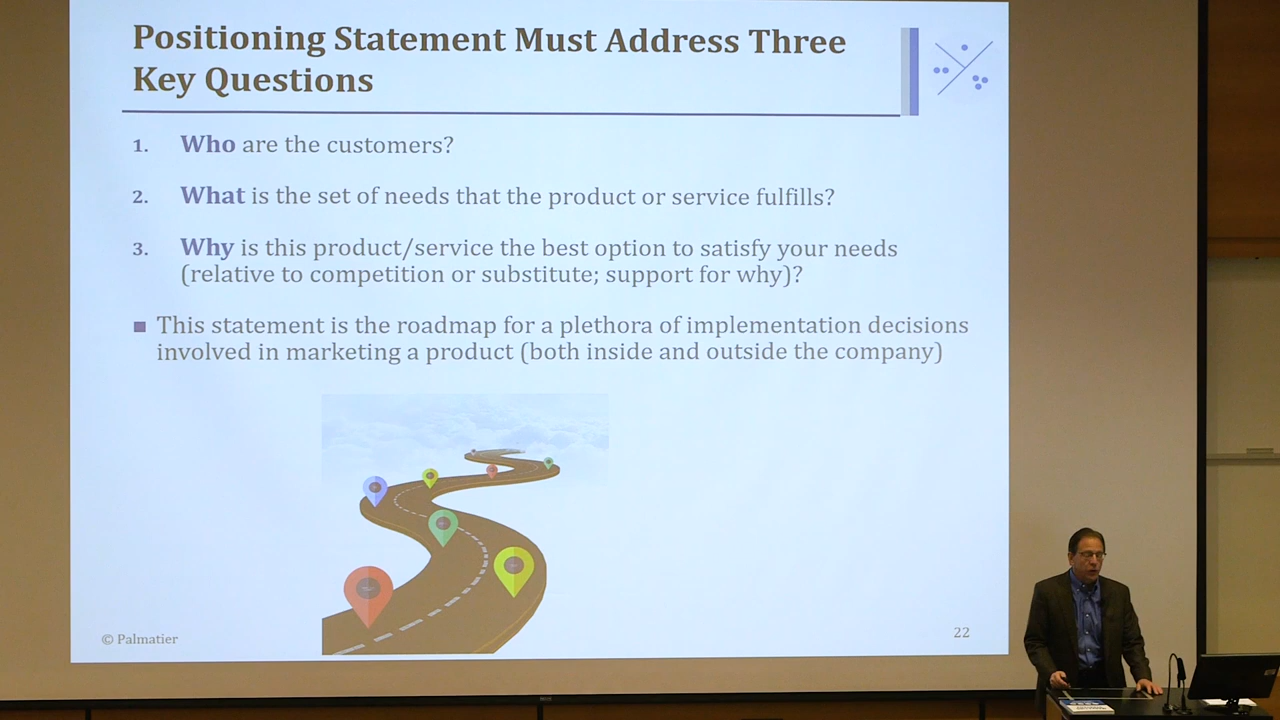 Positioning Statement Must Address Three
Key Questions
1. Who are the customers?
2. What is the set of needs that the product or service fulfills?
3. Why is this product/service the best option to satisfy your needs
(relative to competition or substitute; support for why)?
■ This statement is the roadmap for a plethora of implementation decisions
involved in marketing a product (both inside and outside the company)
© Palmatier
22